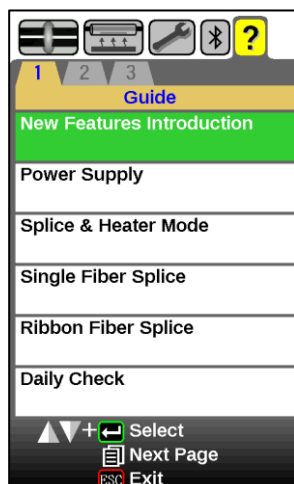 ?
1 2 3
Guide
New Features Introduction
Power Supply
Splice & Heater Mode
Single Fiber Splice
Ribbon Fiber Splice
Daily Check
+ Select
Next Page
ESC Exit